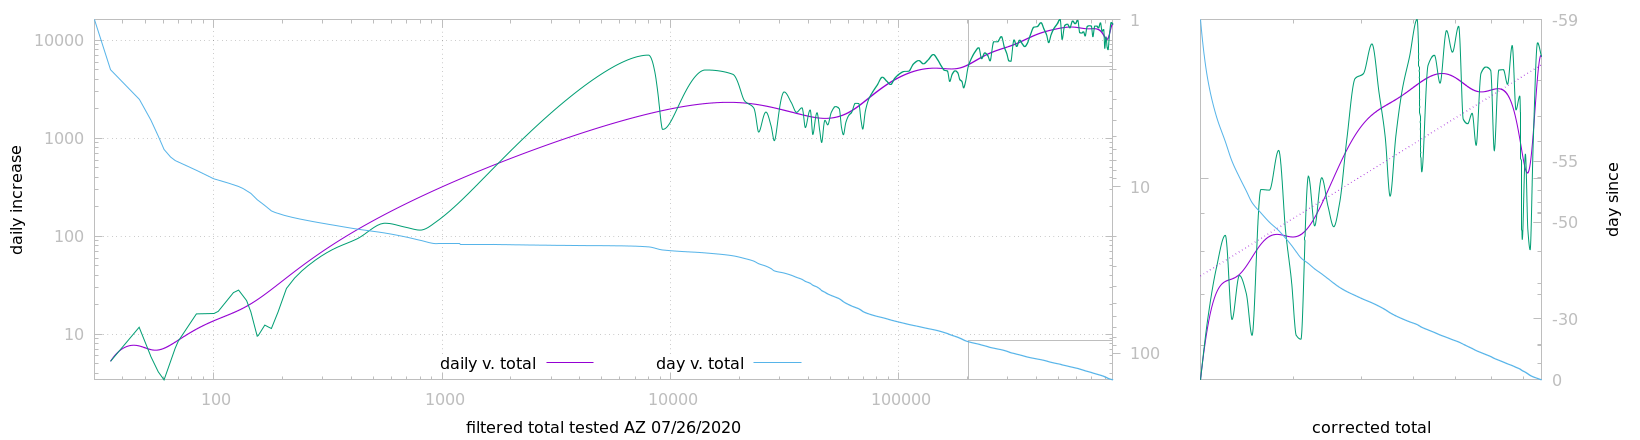 10000
1000
100
10
daily increase
100
1000
10000
100000
1
10
100
daily v. total
day v. total
filtered total tested AZ 07/26/2020
-59
-55
-50
-30
0
day since
corrected total